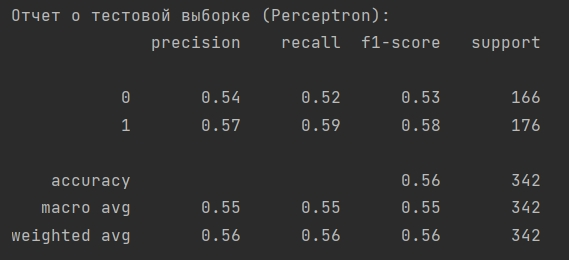 Отчет о тестовой выборке (Perceptron):
precision recall f1-score support
0 0.54 0.52 0.53 166
1 0.57 0.59 0.58 176
accuracy 0.56 342
macro avg 0.55 0.55 0.55 342
weighted avg 0.56 0.56 0.56 342